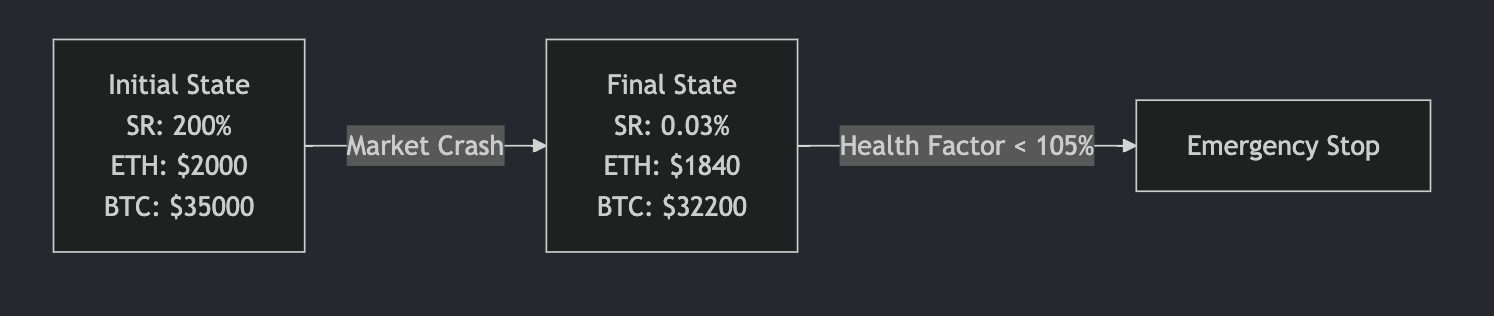 Initial State
SR: 200%
ETH: $2000
BTC: $35000
Market Crash
Final State
SR: 0.03%
ETH: $1840
BTC: $32200
Health Factor < 105%
Emergency Stop